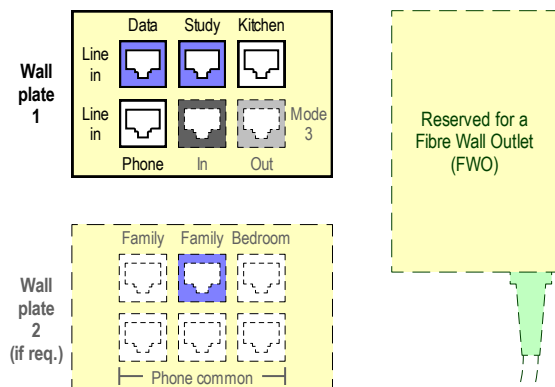 Data Study Kitchen
Wall
plate
1
Line
in
Line
in
Mode
3
Phone In Out
Reserved for a
Fibre Wall Outlet
(FWO)
Family Family Bedroom
Wall
plate
2
(if req.)
Phone common